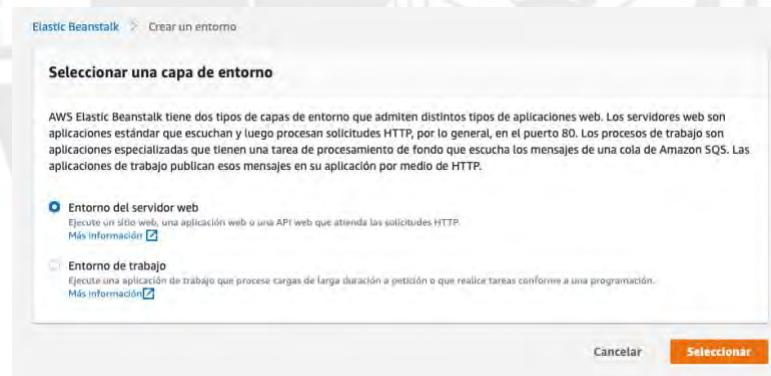 Elastic Beanstalk > Crear un entorno
Seleccionar una capa de entorno
AWS Elastic Beanstalk tiene dos tipos de capas de entorno que admiten distintos tipos de aplicaciones web. Los servidores web son
aplicaciones estándar que escuchan y luego procesan solicitudes HTTP, por lo general, en el puerto 80. Los procesos de trabajo son
aplicaciones especializadas que tienen una tarea de procesamiento de fondo que escucha los mensajes de una cola de Amazon SQS. Las
aplicaciones de trabajo publican esos mensajes en su aplicación por medio de HTTP.
Entorno del servidor web
Ejecute un sitio web, una aplicación web o una API web que atienda las solicitudes HTTP.
Más información
Entorno de trabajo
Ejecute una aplicación de trabajo que procese cargas de larga duración a petición o que realice tareas conforme a una programación.
Más información
Cancelar Seleccionar